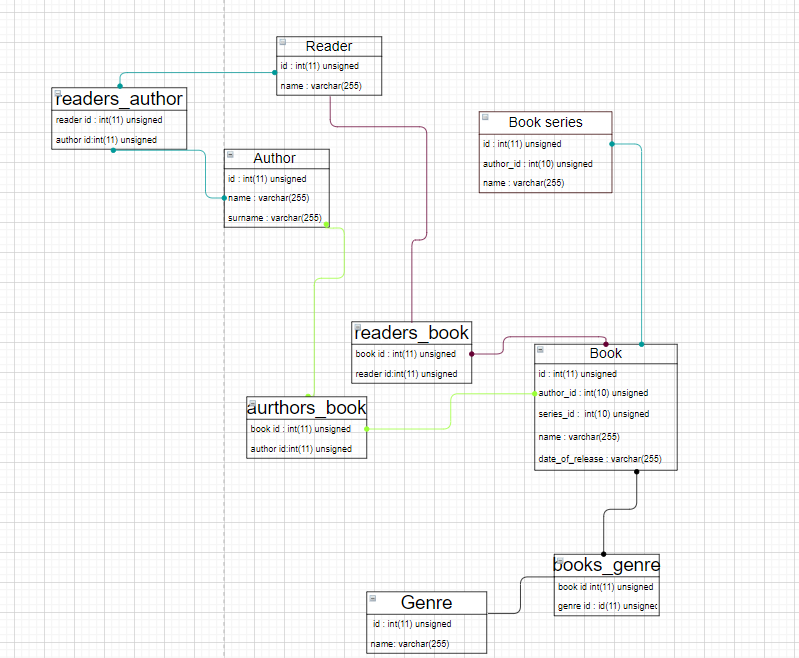 Reader
id : int(11) unsigned
name : varchar(255)
readers_author
reader id : int(11) unsigned
author id:int(11) unsigned
Book series
id : int(11) unsigned
author_id : int(10) unsigned
name : varchar(255)
Author
id : int(11) unsigned
name : varchar(255)
surname : varchar(255)
readers_book
book id : int(11) unsigned
reader id:int(11) unsigned
Book
id : int(11) unsigned
author_id : int(10) unsigned
series_id : int(10) unsigned
name : varchar(255)
date_of_release : varchar(255)
aurthors_book
book id : int(11) unsigned
author id:int(11) unsigned
books_genre
book id int(11) unsigned
genre id : id(11) unsigned
Genre
id : int(11) unsigned
name: varchar(255)